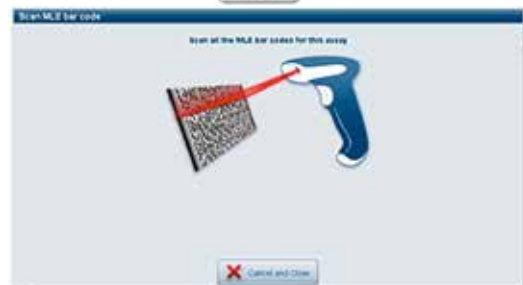 Scan MLE bar code
Scan all the MLE bar codes for this assay
Cancel and Close